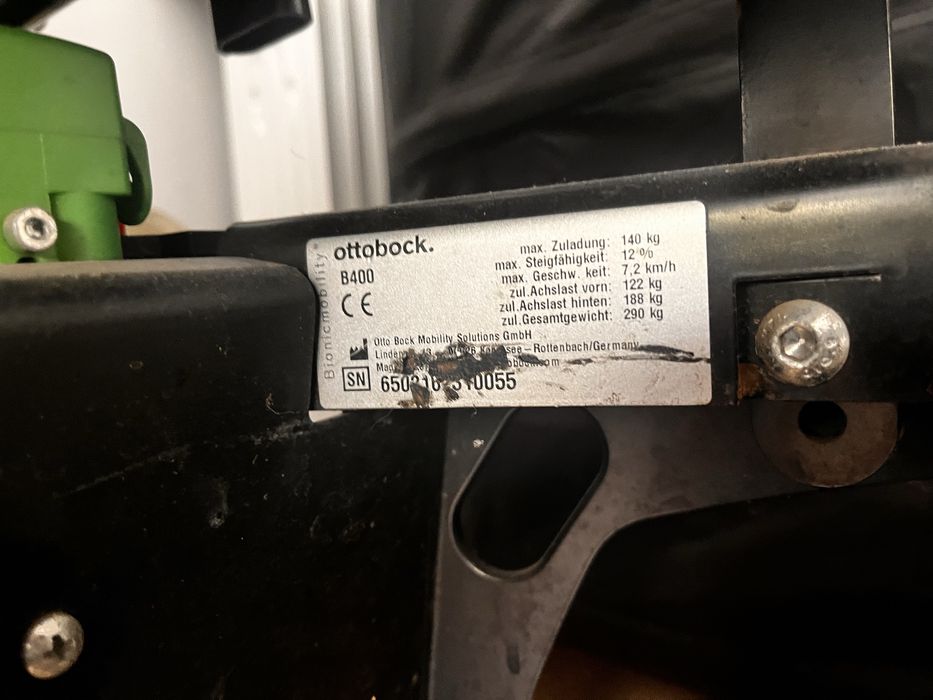 Bionicmobility®
ottobock.
B400
CE
max. Zuladung: 140 kg
max. Steigfähigkeit: 12 %
max. Geschw. keit: 7,2 km/h
zul.Achslast vorn: 122 kg
zul.Achslast hinten: 188 kg
zul.Gesamtgewicht: 290 kg
Otto Bock Mobility Solutions GmbH
Rottenbach/Germany
SN